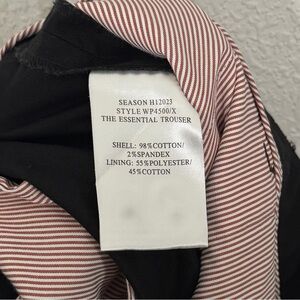 SEASON H12023
STYLE WP4500/X
THE ESSENTIAL TROUSER
SHELL: 98%COTTON/
2%SPANDEX
LINING: 55%POLYESTER/
45%COTTON